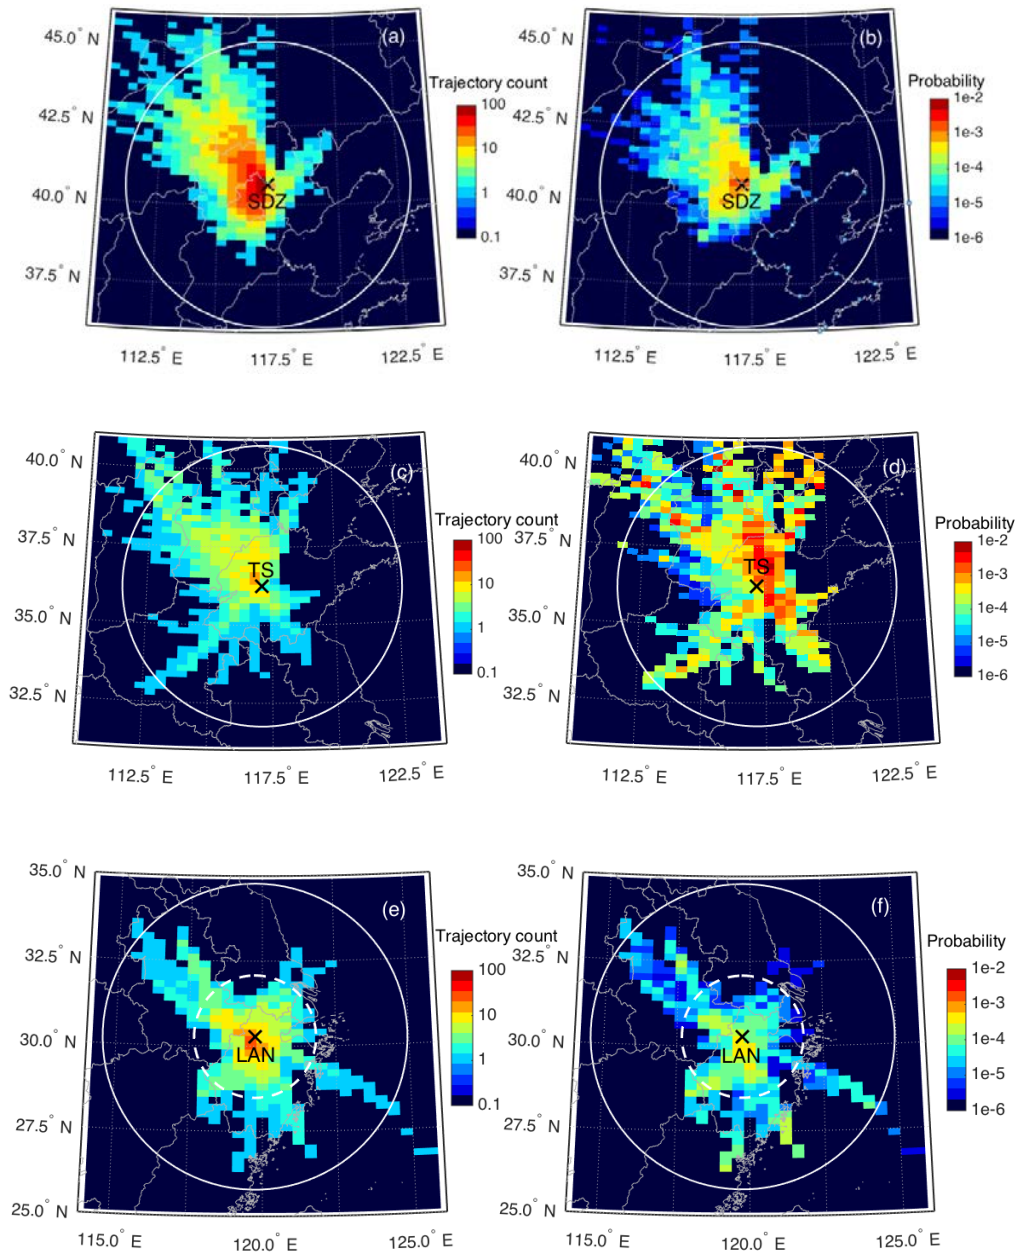 45.0° N
42.5° N
40.0° N
37.5° N
112.5° E
117.5° E
122.5° E
(a)
SDZ
Trajectory count
100
10
1
0.1
45.0° N
42.5° N
40.0° N
37.5° N
112.5° E
117.5° E
122.5° E
(b)
SDZ
Probability
1e-2
1e-3
1e-4
1e-5
1e-6
40.0° N
37.5° N
35.0° N
32.5° N
112.5° E
117.5° E
122.5° E
(c)
TS
Trajectory count
100
10
1
0.1
40.0° N
37.5° N
35.0° N
32.5° N
112.5° E
117.5° E
122.5° E
(d)
TS
Probability
1e-2
1e-3
1e-4
1e-5
1e-6
35.0° N
32.5° N
30.0° N
27.5° N
25.0° N
115.0° E
120.0° E
125.0° E
(e)
LAN
Trajectory count
100
10
1
0.1
35.0° N
32.5° N
30.0° N
27.5° N
25.0° N
115.0° E
120.0° E
125.0° E
(f)
LAN
Probability
1e-2
1e-3
1e-4
1e-5
1e-6